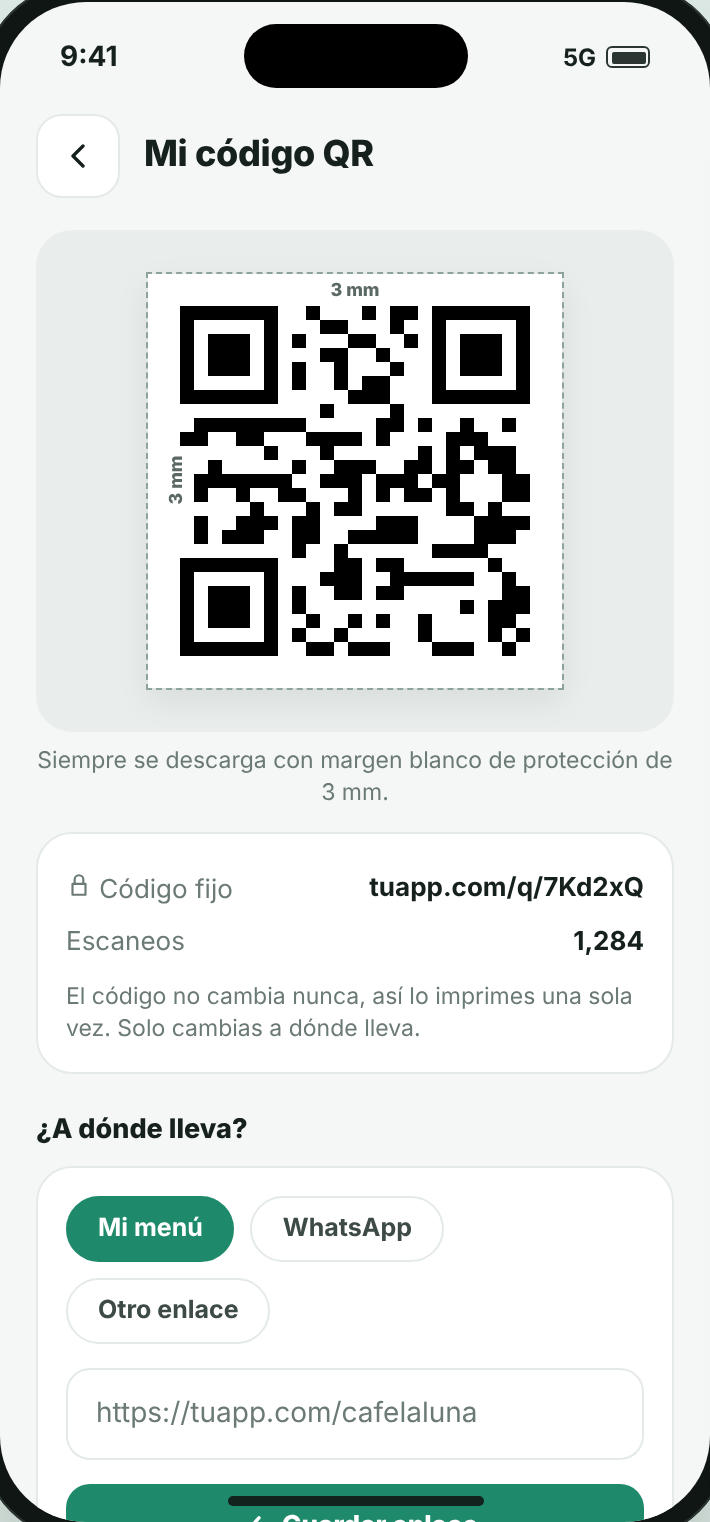 9:41
5G
Mi código QR
3 mm
3 mm
Siempre se descarga con margen blanco de protección de
3 mm.
Código fijo
tuapp.com/q/7Kd2xQ
Escaneos
1,284
El código no cambia nunca, así lo imprimes una sola
vez. Solo cambias a dónde lleva.
¿A dónde lleva?
Mi menú
WhatsApp
Otro enlace
https://tuapp.com/cafelaluna
Guardar enlace